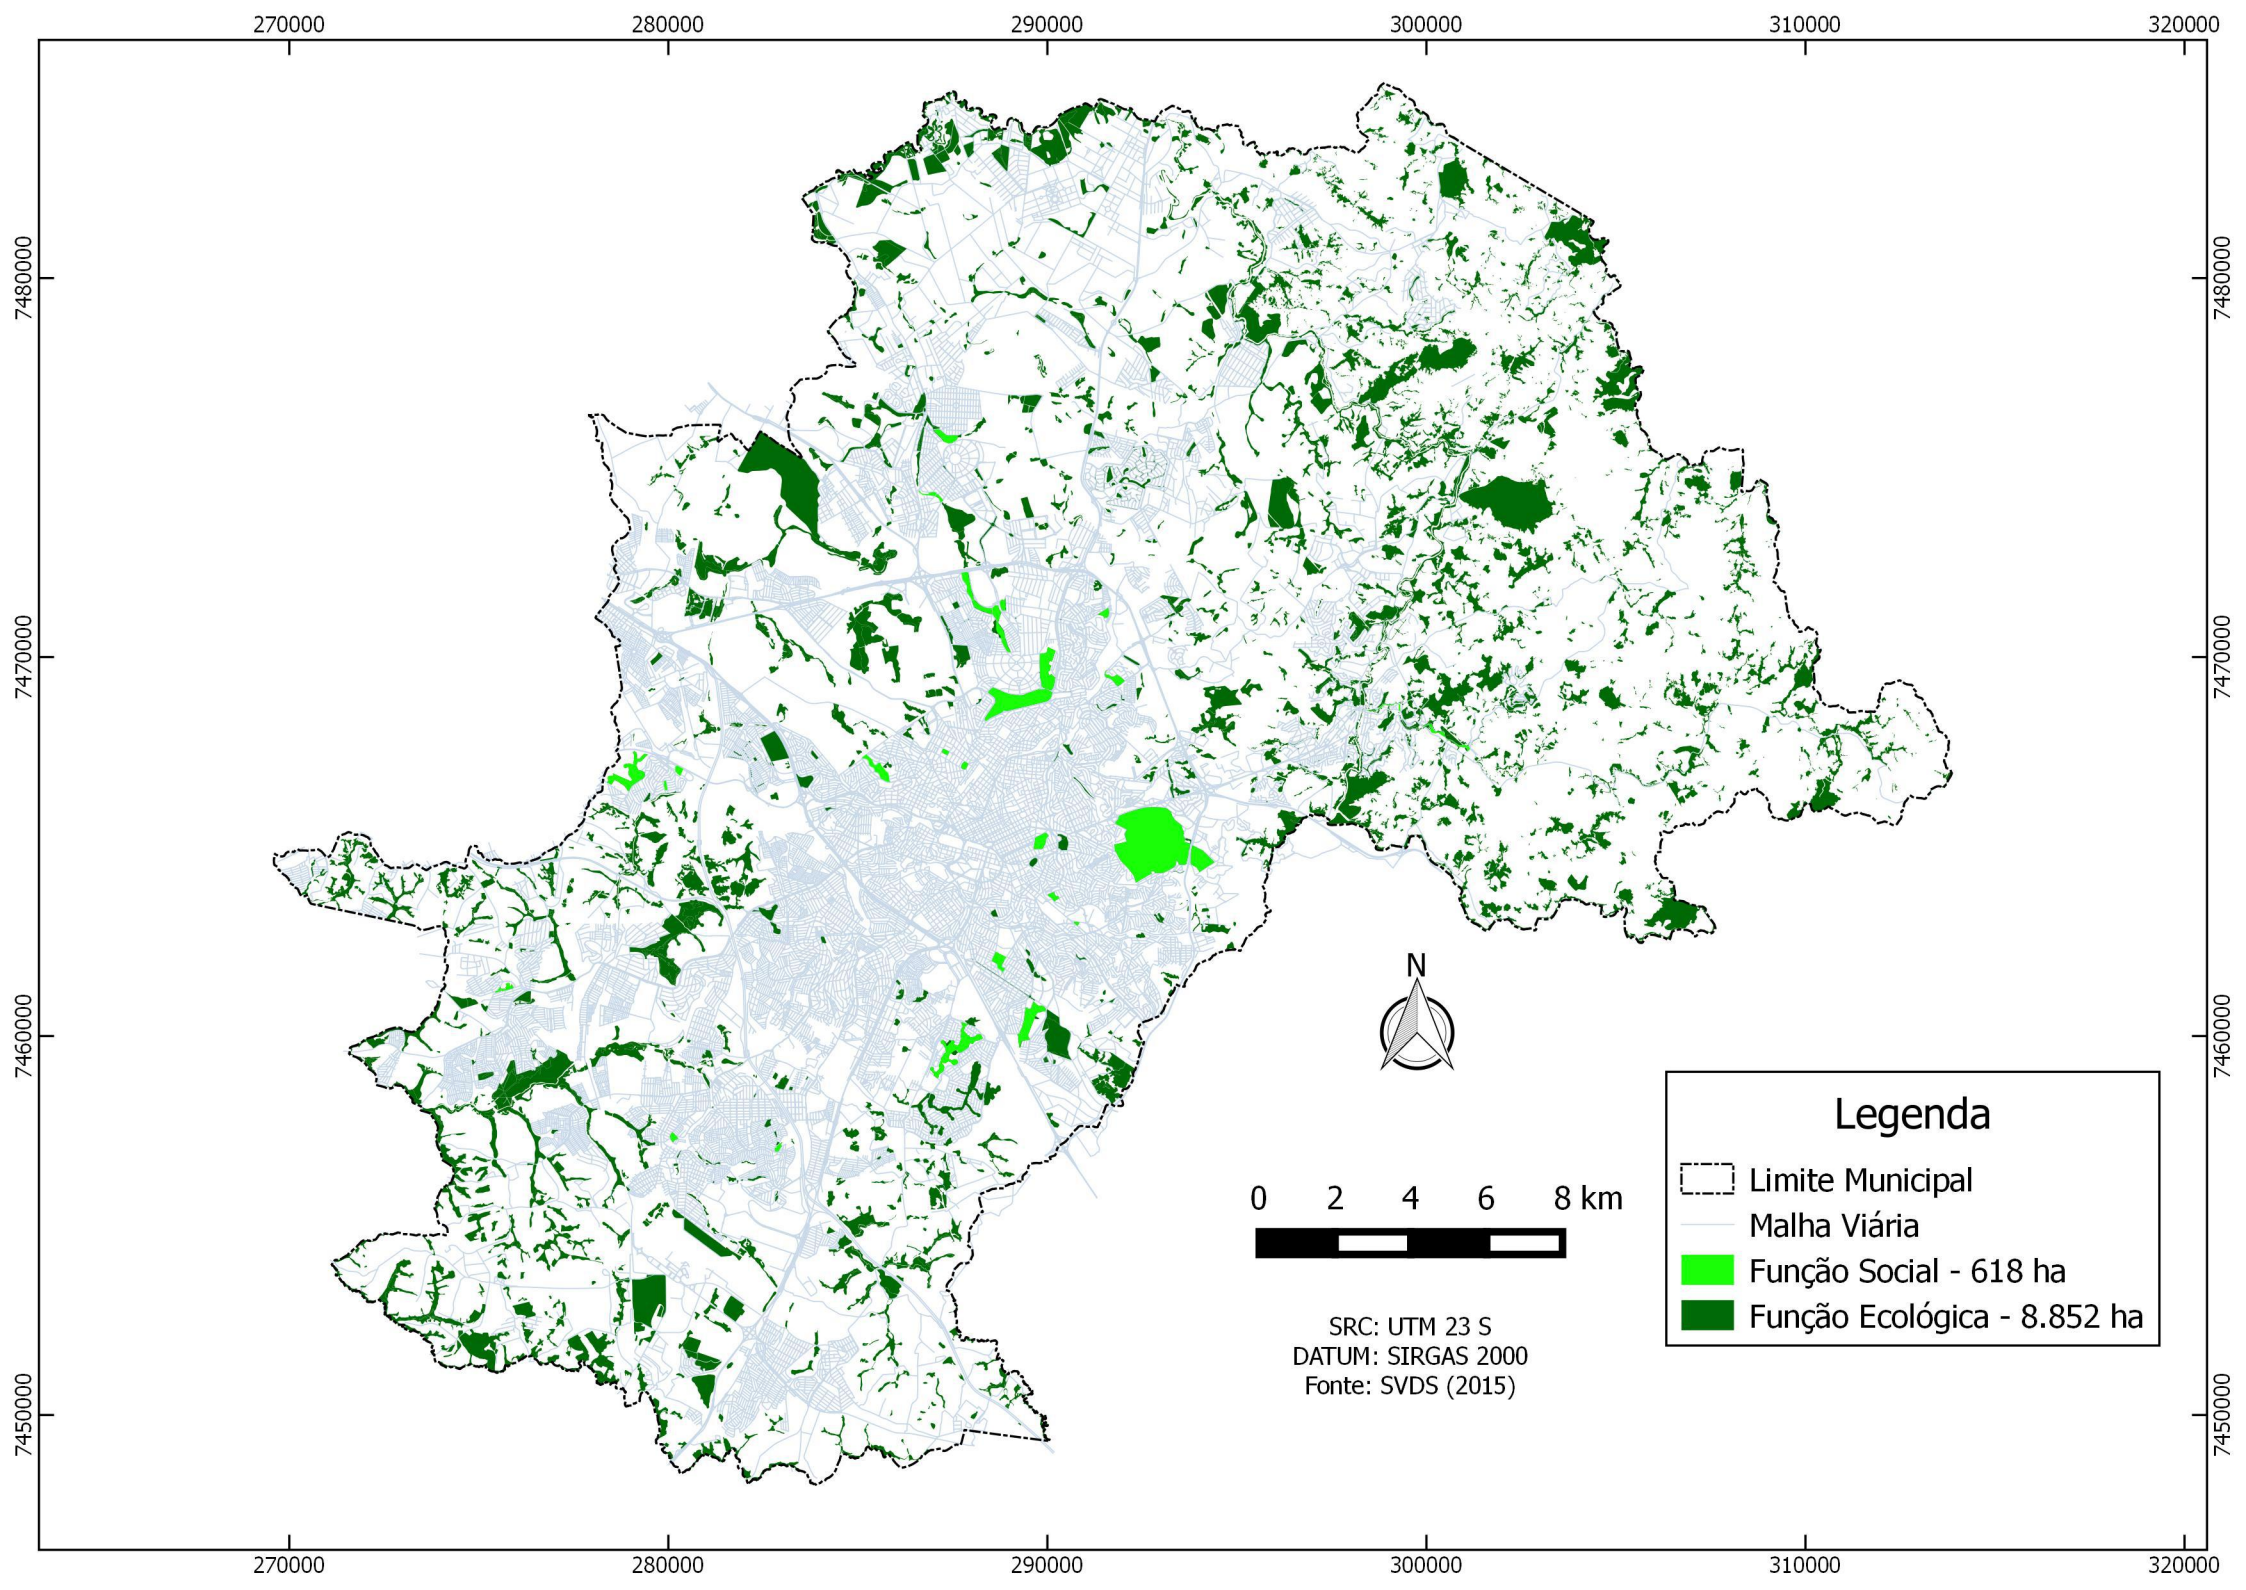 270000 280000 290000 300000 310000 320000
7480000 7480000
7470000 7470000
7460000 7460000
7450000 7450000
N
0 2 4 6 8 km
SRC: UTM 23 S
DATUM: SIRGAS 2000
Fonte: SVDS (2015)
Legenda
Limite Municipal
Malha Viária
Função Social - 618 ha
Função Ecológica - 8.852 ha
270000 280000 290000 300000 310000 320000